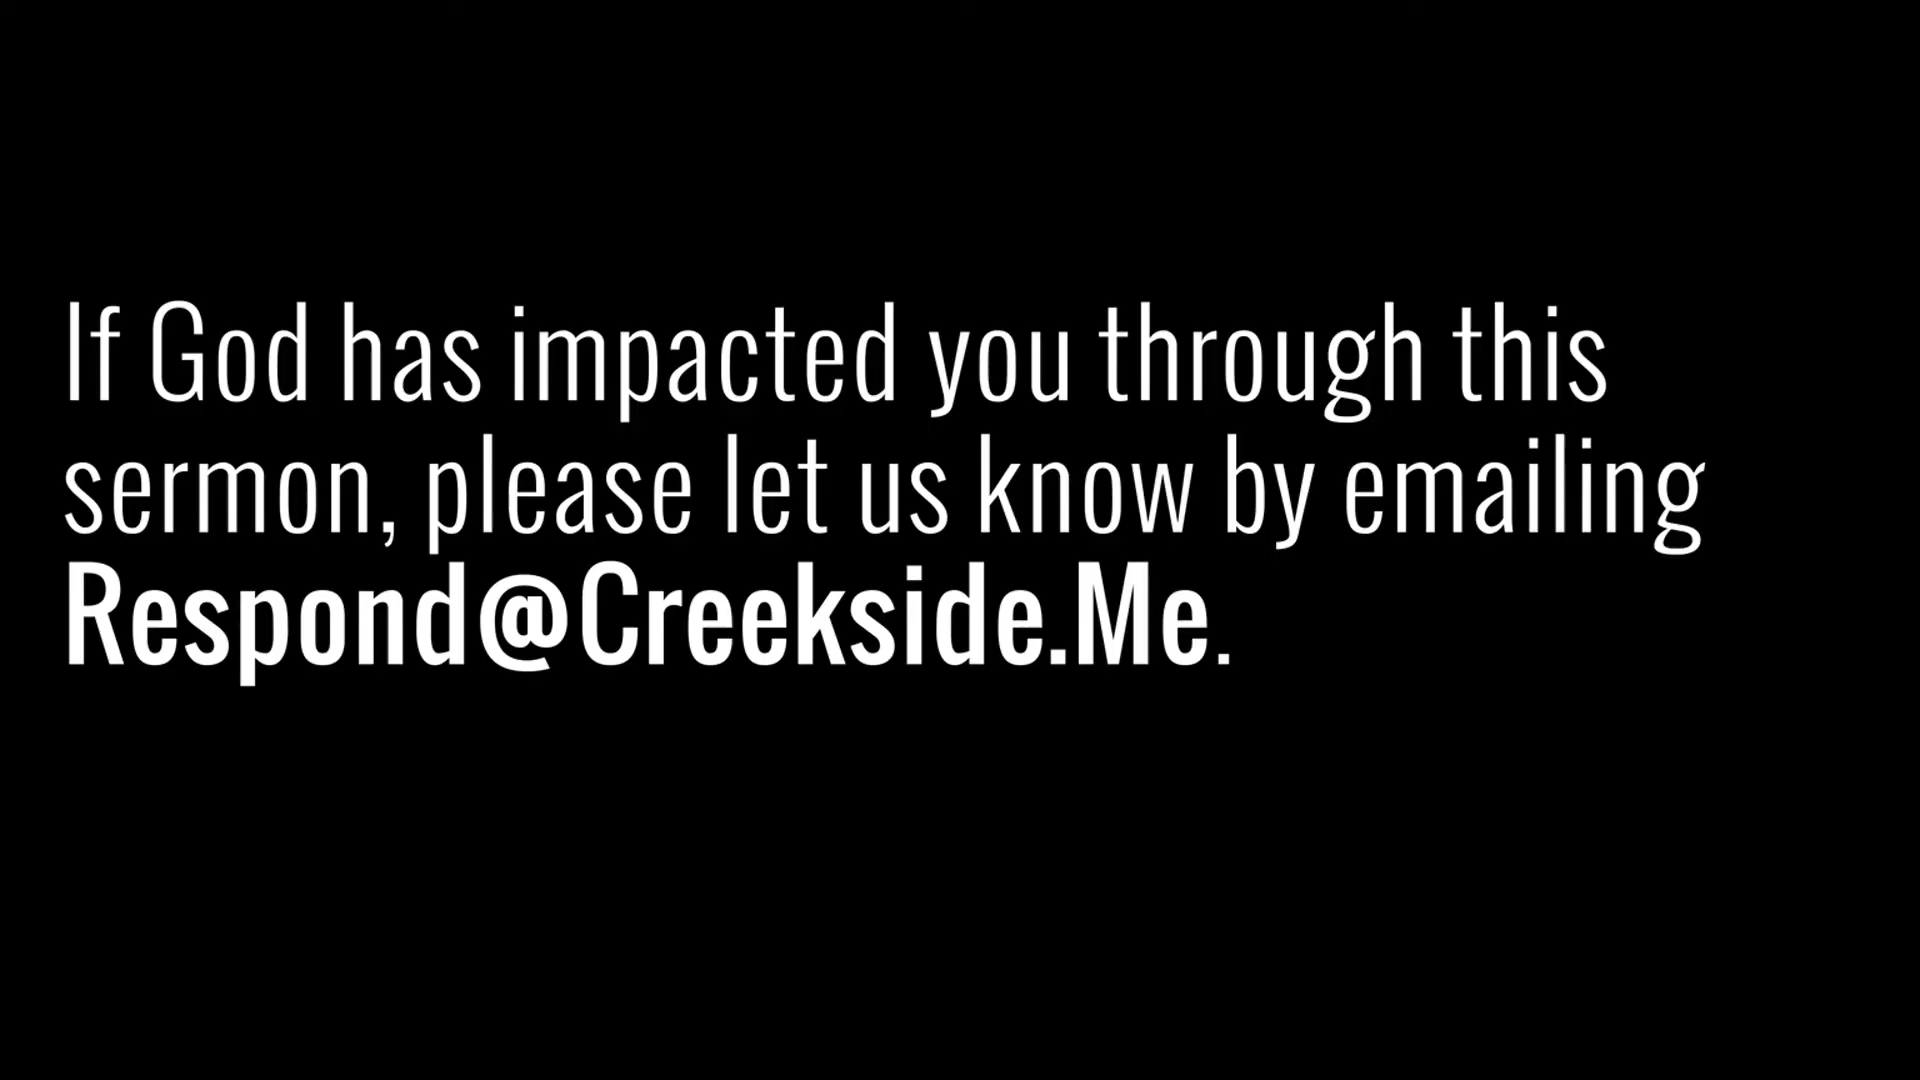 If God has impacted you through this
sermon, please let us know by emailing
Respond@Creekside.Me.